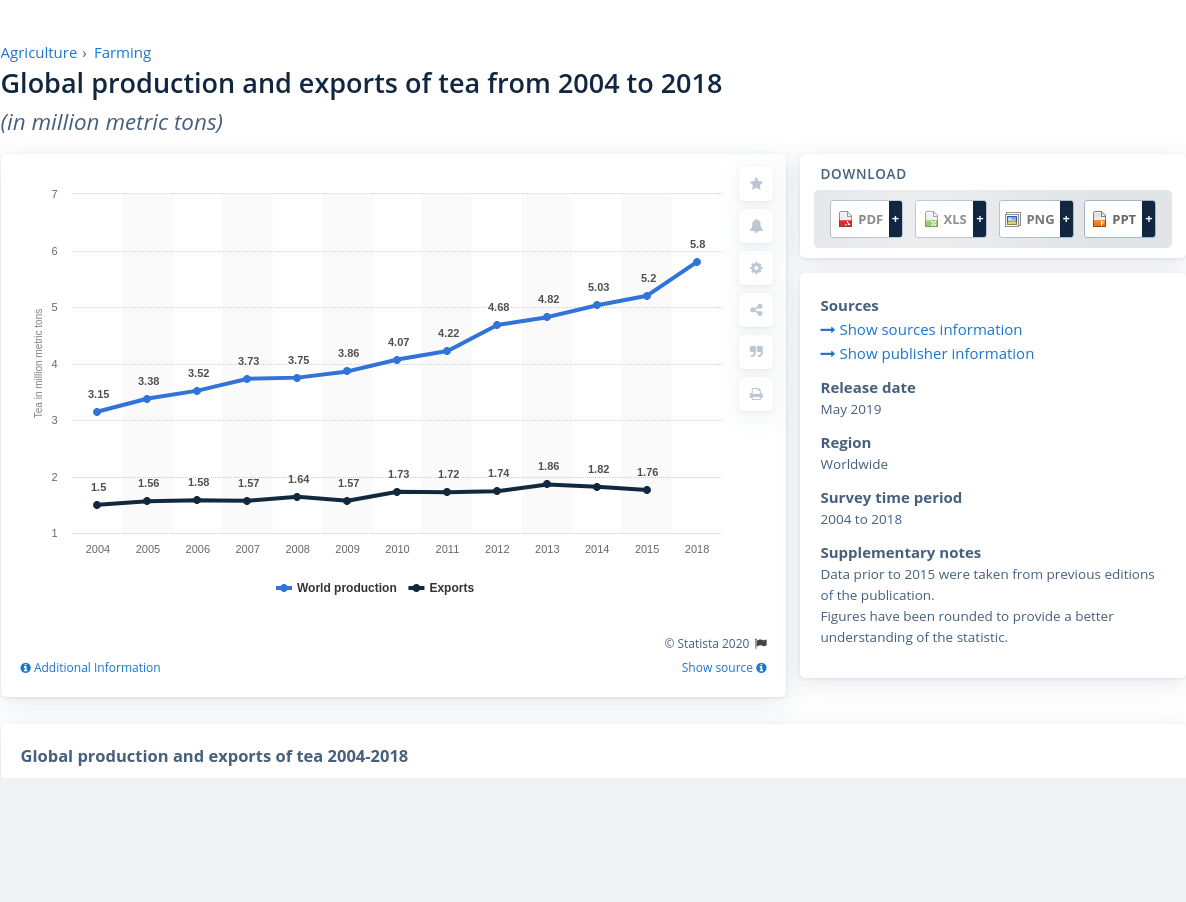 Agriculture › Farming
Global production and exports of tea from 2004 to 2018
(in million metric tons)
7
6
5
4
3
2
1
Tea in million metric tons
3.15 3.38 3.52 3.73 3.75 3.86 4.07 4.22 4.68 4.82 5.03 5.2 5.8
1.5 1.56 1.58 1.57 1.64 1.57 1.73 1.72 1.74 1.86 1.82 1.76
2004 2005 2006 2007 2008 2009 2010 2011 2012 2013 2014 2015 2018
World production Exports
© Statista 2020
Additional Information Show source
DOWNLOAD
PDF + XLS + PNG + PPT +
Sources
Show sources information
Show publisher information
Release date
May 2019
Region
Worldwide
Survey time period
2004 to 2018
Supplementary notes
Data prior to 2015 were taken from previous editions
of the publication.
Figures have been rounded to provide a better
understanding of the statistic.
Global production and exports of tea 2004-2018